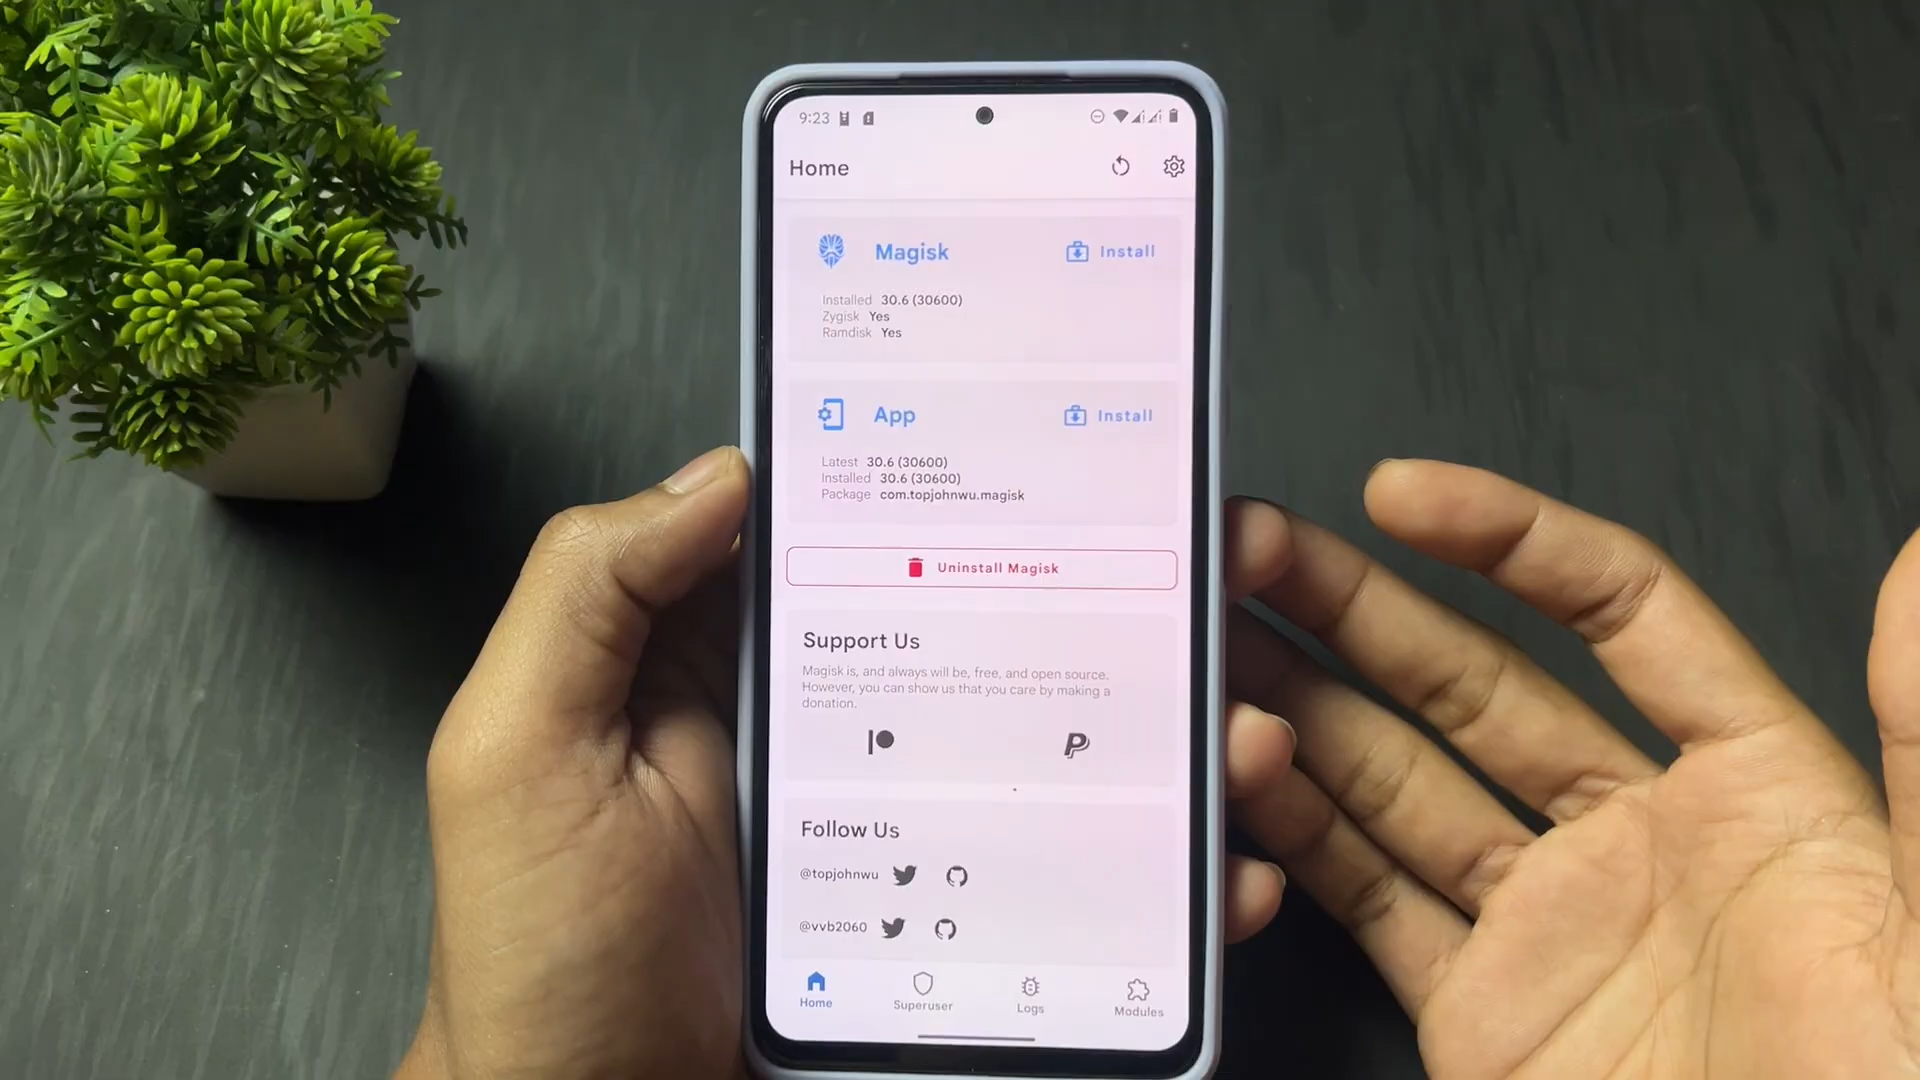 9:23
Home
Magisk
Install
Installed 30.6 (30600)
Zygisk Yes
Ramdisk Yes
App
Install
Latest 30.6 (30600)
Installed 30.6 (30600)
Package com.topjohnwu.magisk
Uninstall Magisk
Support Us
Magisk is, and always will be, free, and open source.
However, you can show us that you care by making a
donation.
Follow Us
@topjohnwu
@vvb2060
Home
Superuser
Logs
Modules